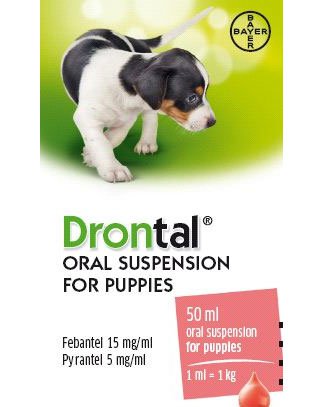 BAYER
BAYER
Drontal®
ORAL SUSPENSION
FOR PUPPIES
Febantel 15 mg/ml
Pyrantel 5 mg/ml
50 ml
oral suspension
for puppies
1 ml = 1 kg